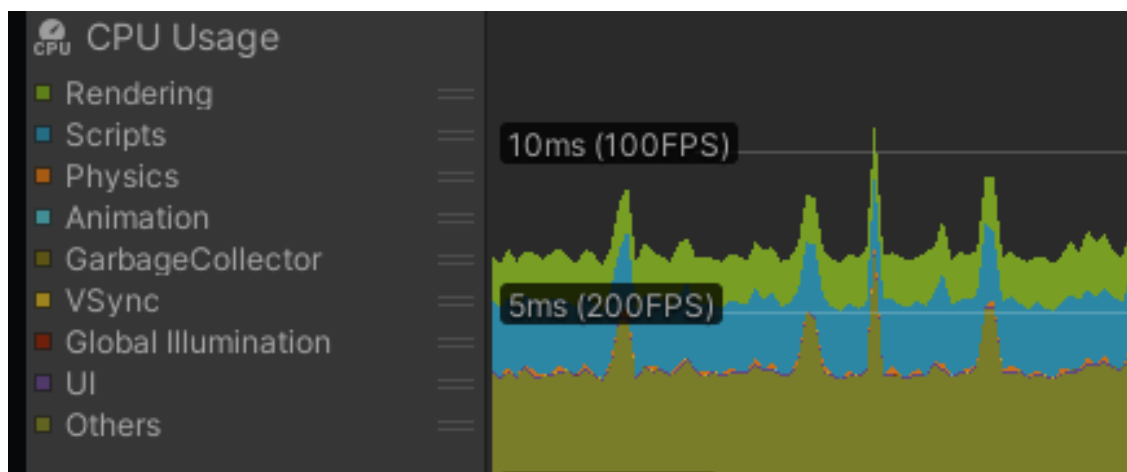 CPU CPU Usage
Rendering
Scripts
Physics
Animation
GarbageCollector
VSync
Global Illumination
UI
Others
10ms (100FPS)
5ms (200FPS)